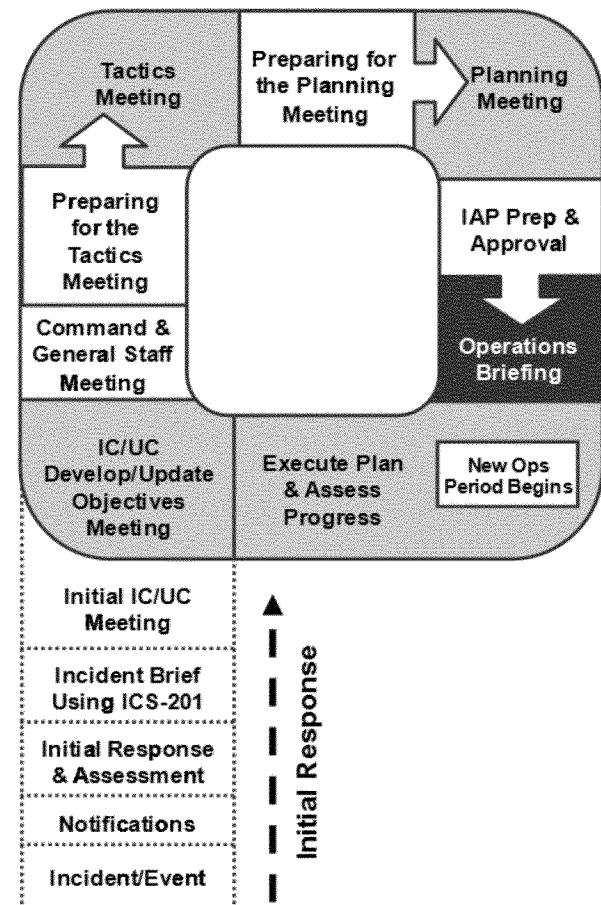 Tactics
Meeting
Preparing for
the Planning
Meeting
Planning
Meeting
Preparing
for the
Tactics
Meeting
IAP Prep &
Approval
Command &
General Staff
Meeting
Operations
Briefing
IC/UC
Develop/Update
Objectives
Meeting
Execute Plan
& Assess
Progress
New Ops
Period Begins
Initial IC/UC
Meeting
Incident Brief
Using ICS-201
Initial Response
& Assessment
Notifications
Incident/Event
Initial Response